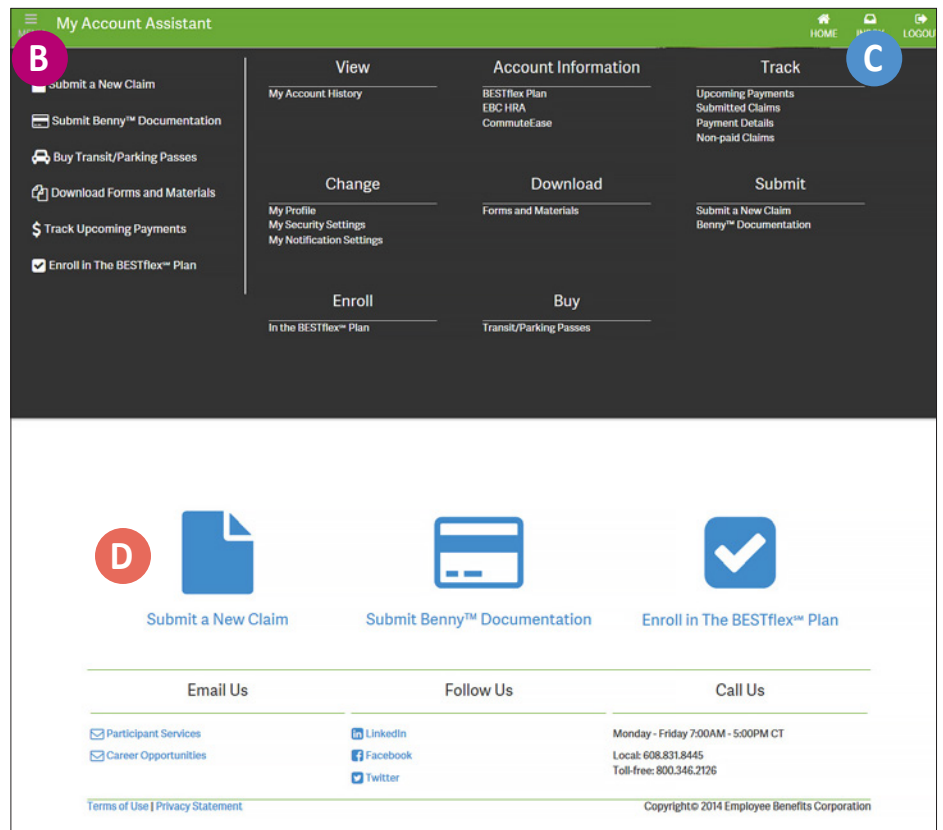 My Account Assistant
HOME
LOGOU
B
C
Submit a New Claim
Submit Benny™ Documentation
Buy Transit/Parking Passes
Download Forms and Materials
$ Track Upcoming Payments
Enroll in The BESTflex℠ Plan
View
My Account History
Account Information
BESTflex Plan
EBC HRA
CommuteEase
Track
Upcoming Payments
Submitted Claims
Payment Details
Non-paid Claims
Change
My Profile
My Security Settings
My Notification Settings
Download
Forms and Materials
Submit
Submit a New Claim
Benny™ Documentation
Enroll
In the BESTflex℠ Plan
Buy
Transit/Parking Passes
D
Submit a New Claim
Submit Benny™ Documentation
Enroll in The BESTflex℠ Plan
Email Us
Participant Services
Career Opportunities
Follow Us
LinkedIn
Facebook
Twitter
Call Us
Monday - Friday 7:00AM - 5:00PM CT
Local: 608.831.8445
Toll-free: 800.346.2126
Terms of Use | Privacy Statement
Copyright© 2014 Employee Benefits Corporation